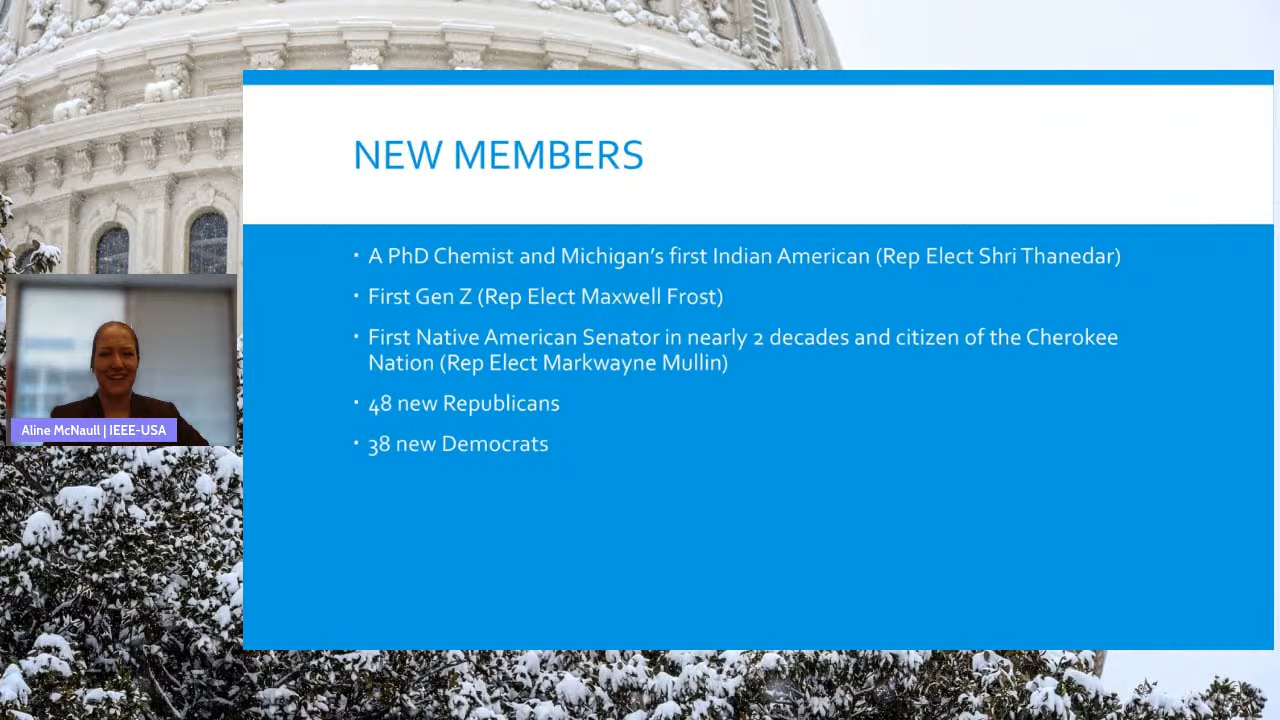 NEW MEMBERS
▪ A PhD Chemist and Michigan’s first Indian American (Rep Elect Shri Thanedar)
▪ First Gen Z (Rep Elect Maxwell Frost)
▪ First Native American Senator in nearly 2 decades and citizen of the Cherokee
Nation (Rep Elect Markwayne Mullin)
▪ 48 new Republicans
▪ 38 new Democrats
Aline McNaull | IEEE-USA